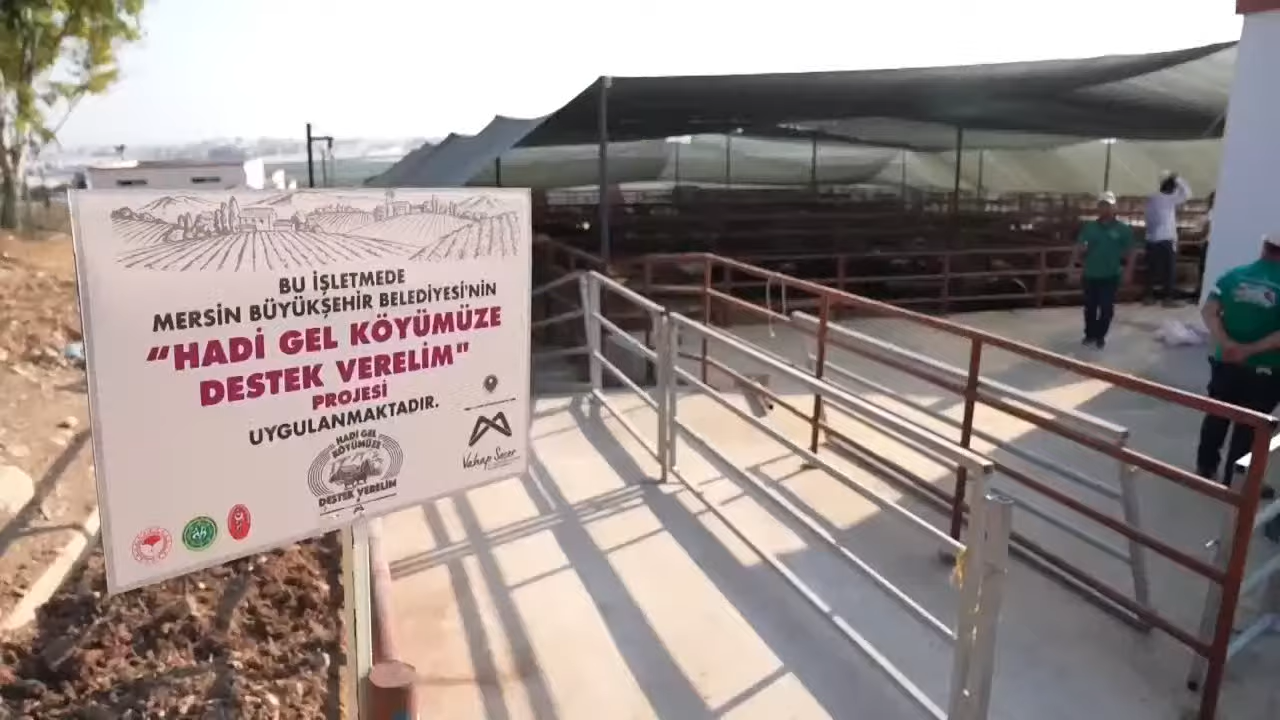 BU İŞLETMEDE
MERSİN BÜYÜKŞEHİR BELEDİYESİ'NİN
"HADİ GEL KÖYÜMÜZE
DESTEK VERELİM"
PROJESİ
UYGULANMAKTADIR.
HADİ GEL
KÖYÜMÜZE
DESTEK VERELİM
Vahap Seçer